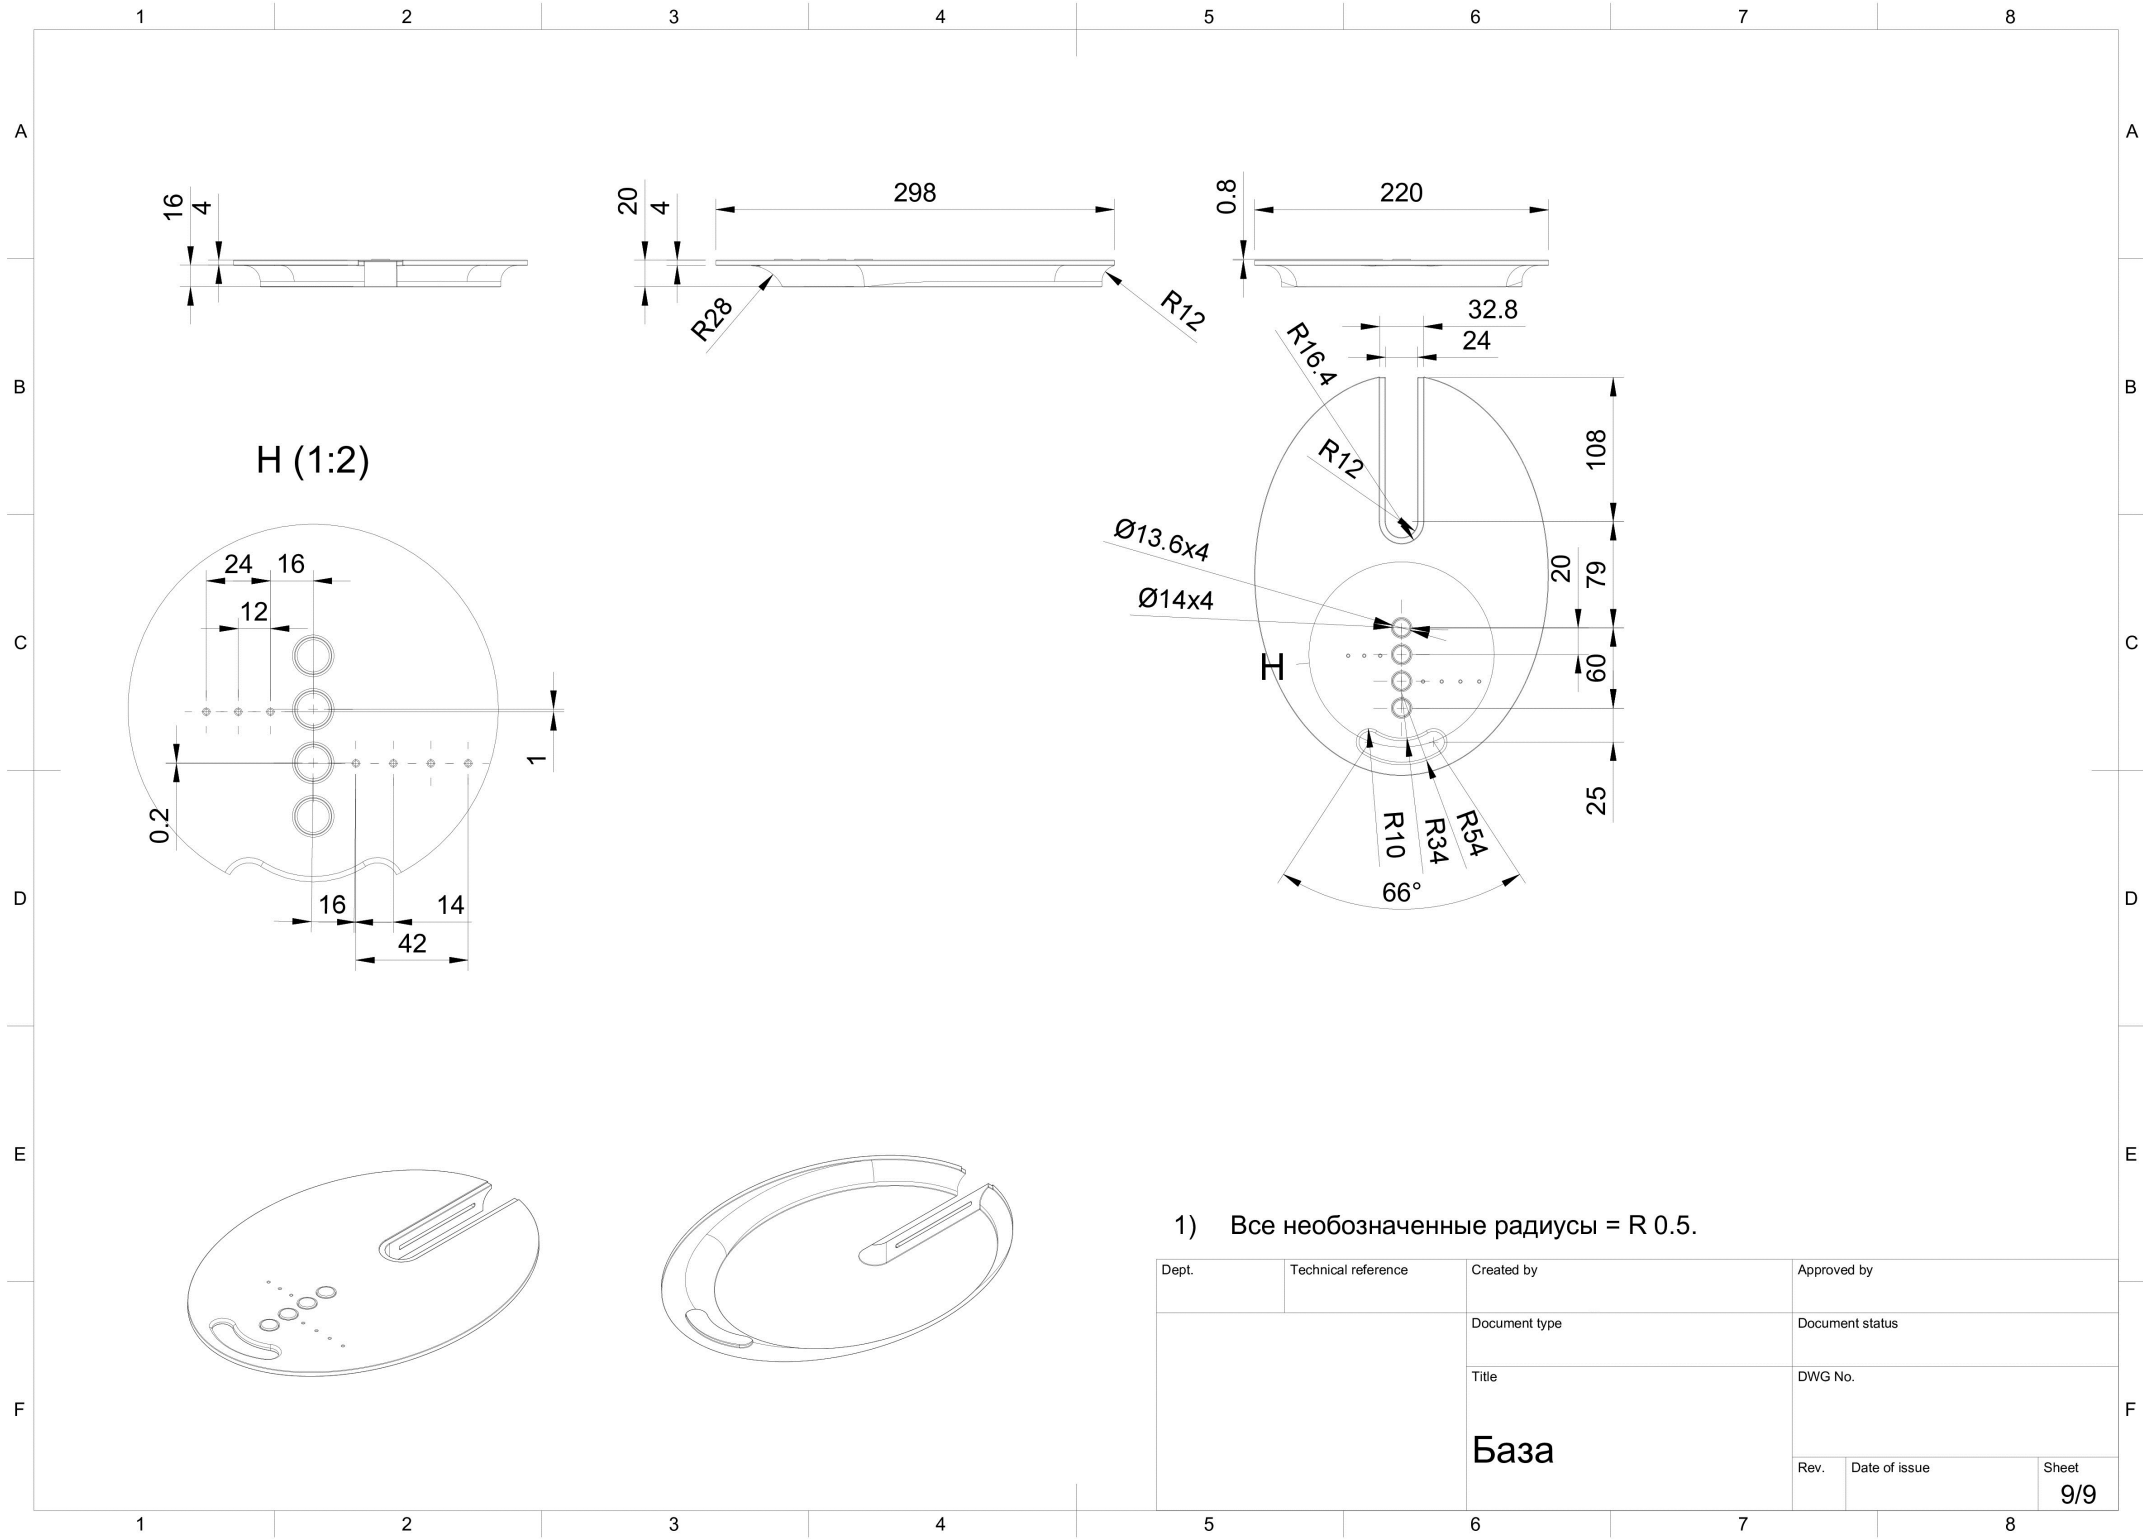 1 2 3 4 5 6 7 8
A A
16 4 20 4 298 0.8 220
R28 R12
32.8
24
R16.4
B B
R12
108
H (1:2)
Ø13.6x4
Ø14x4
20 79
24 16
12
C C
H
60
1
0.2
25
R10 R34 R54
66°
D D
16 14
42
E E
1) Все необозначенные радиусы = R 0.5.
Dept. Technical reference Created by Approved by
Document type Document status
Title DWG No.
F F
База
Rev. Date of issue Sheet
9/9
1 2 3 4 5 6 7 8